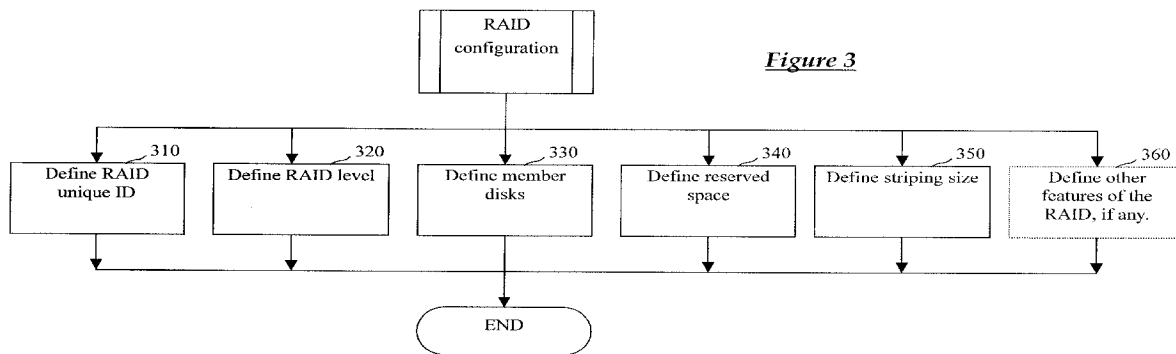 RAID
configuration
Figure 3
310
Define RAID
unique ID
320
Define RAID level
330
Define member
disks
340
Define reserved
space
350
Define striping size
360
Define other
features of the
RAID, if any.
END